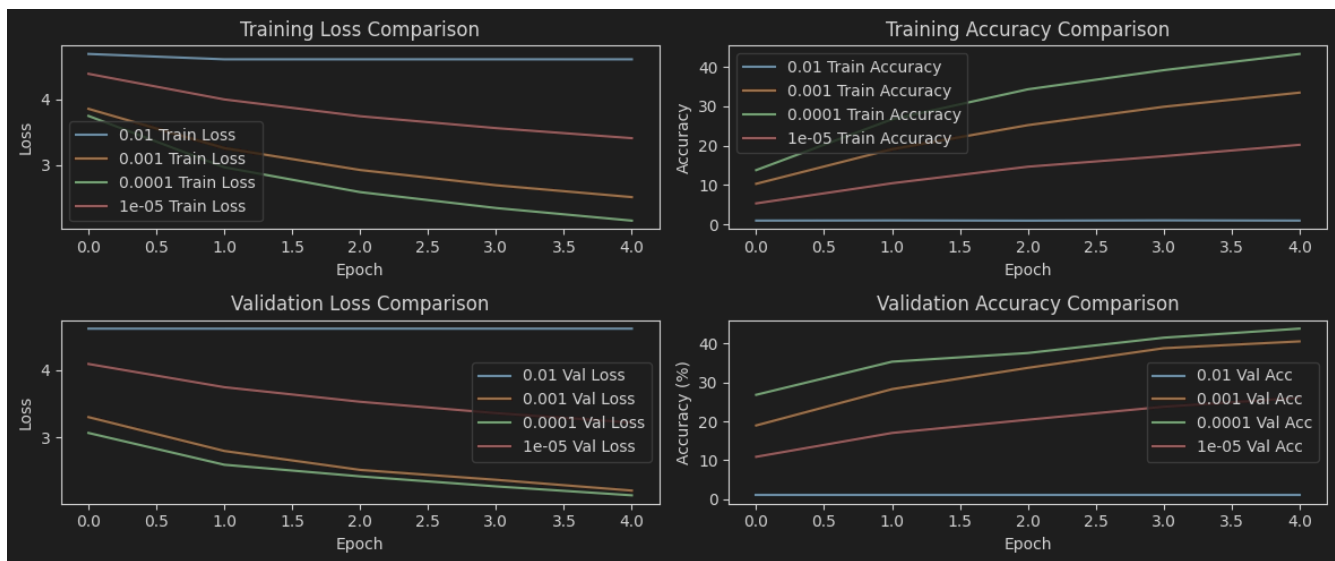 Training Loss Comparison
Loss
4
3
0.01 Train Loss
0.001 Train Loss
0.0001 Train Loss
1e-05 Train Loss
0.0 0.5 1.0 1.5 2.0 2.5 3.0 3.5 4.0
Epoch
Training Accuracy Comparison
Accuracy
40
30
20
10
0
0.01 Train Accuracy
0.001 Train Accuracy
0.0001 Train Accuracy
1e-05 Train Accuracy
0.0 0.5 1.0 1.5 2.0 2.5 3.0 3.5 4.0
Epoch
Validation Loss Comparison
Loss
4
3
0.01 Val Loss
0.001 Val Loss
0.0001 Val Loss
1e-05 Val Loss
0.0 0.5 1.0 1.5 2.0 2.5 3.0 3.5 4.0
Epoch
Validation Accuracy Comparison
Accuracy (%)
40
30
20
10
0
0.01 Val Acc
0.001 Val Acc
0.0001 Val Acc
1e-05 Val Acc
0.0 0.5 1.0 1.5 2.0 2.5 3.0 3.5 4.0
Epoch